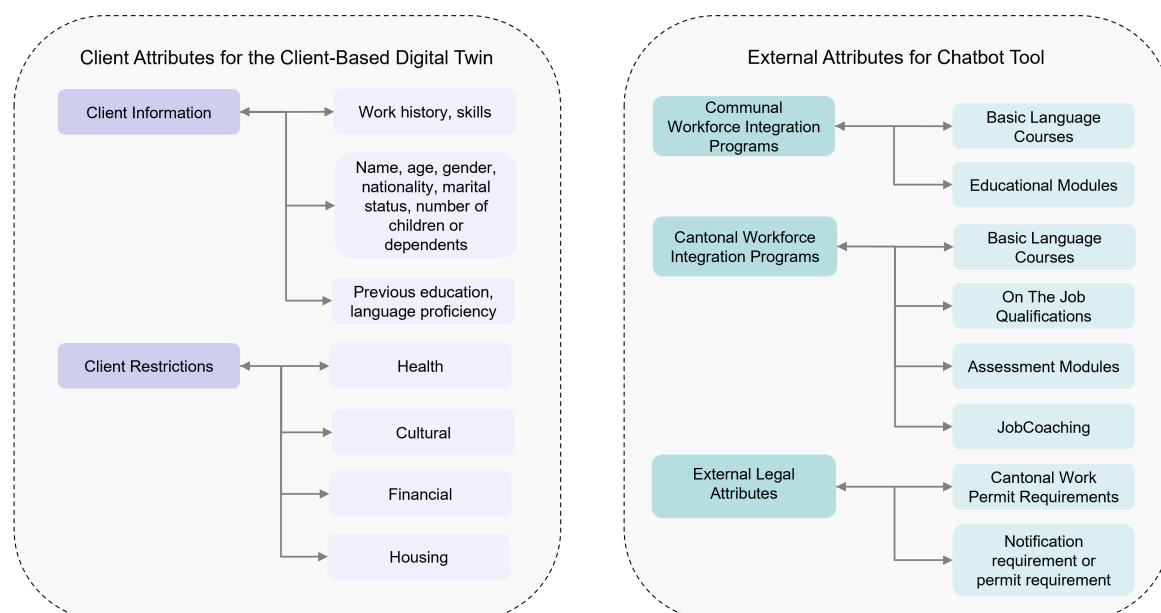 Client Attributes for the Client-Based Digital Twin
Client Information
Work history, skills
Name, age, gender,
nationality, marital
status, number of
children or
dependents
Previous education,
language proficiency
Client Restrictions
Health
Cultural
Financial
Housing
External Attributes for Chatbot Tool
Communal
Workforce Integration
Programs
Basic Language
Courses
Educational Modules
Cantonal Workforce
Integration Programs
Basic Language
Courses
On The Job
Qualifications
Assessment Modules
JobCoaching
External Legal
Attributes
Cantonal Work
Permit Requirements
Notification
requirement or
permit requirement